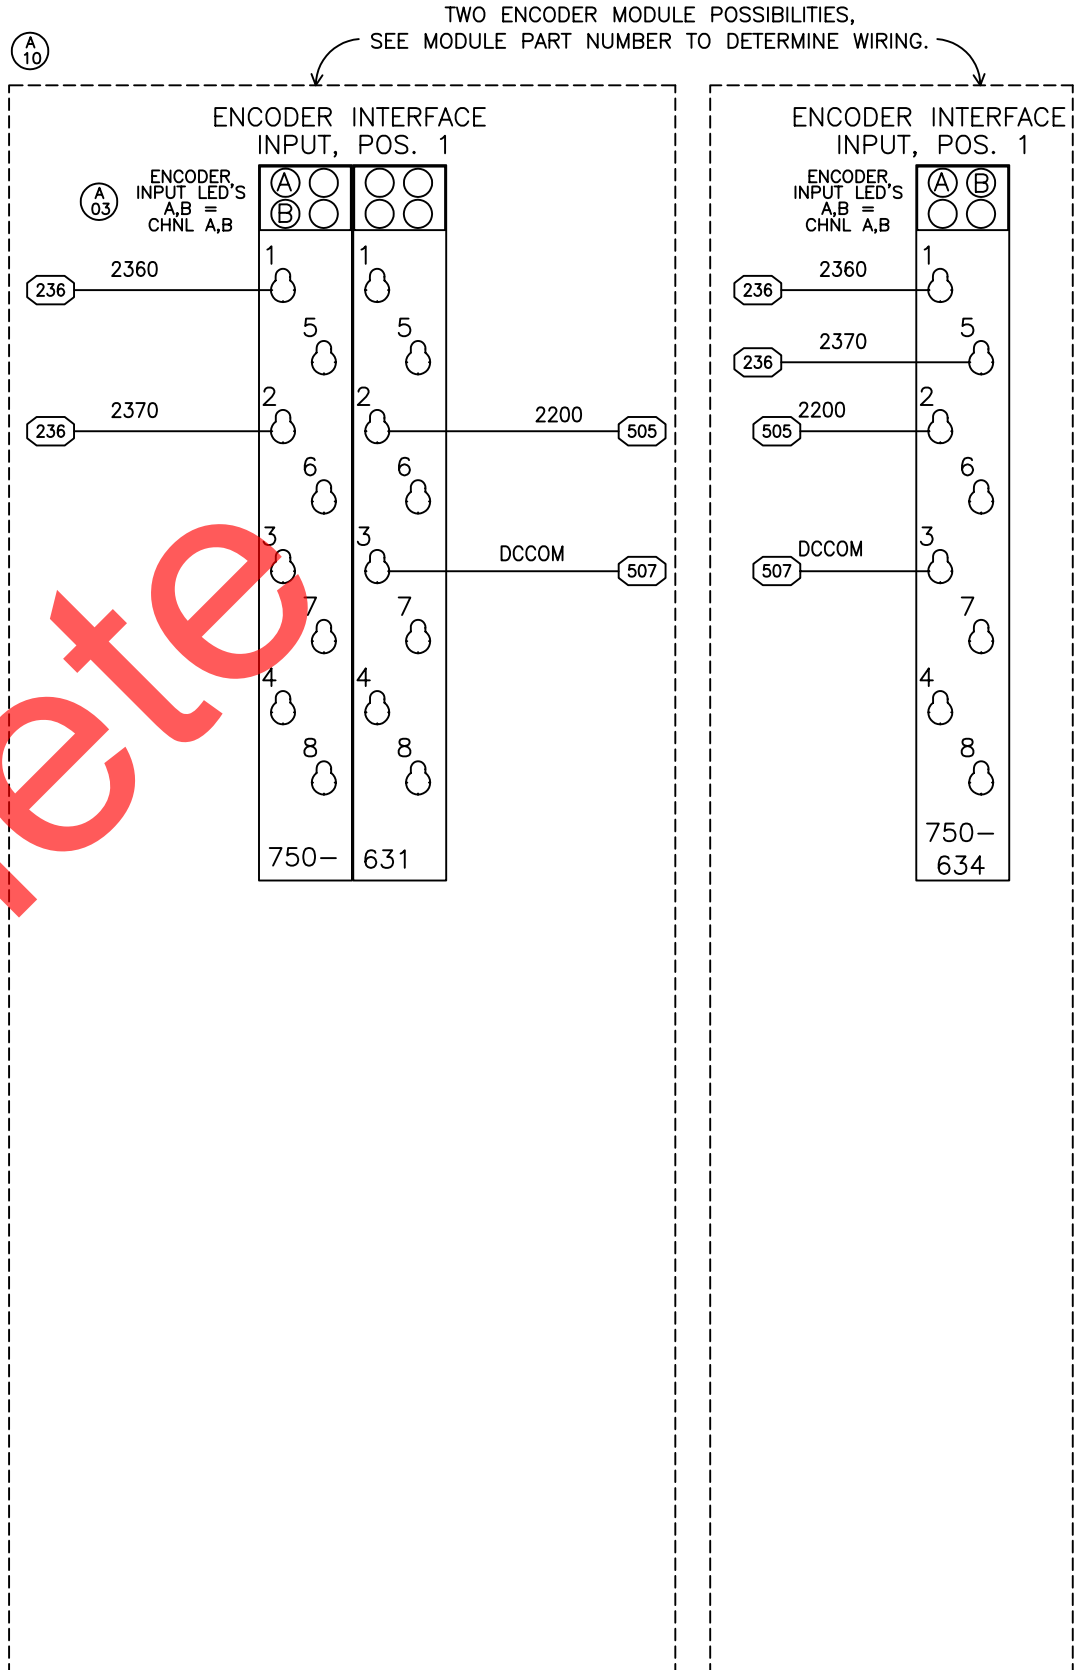 TWO ENCODER MODULE POSSIBILITIES,
SEE MODULE PART NUMBER TO DETERMINE WIRING.
A
10
ENCODER INTERFACE
INPUT, POS. 1
A
03
ENCODER
INPUT LED'S
A,B =
CHNL A,B
A
B
1
1
236
2360
5
5
2
2
236
2370
2200
505
6
6
3
3
DCCOM
507
7
7
4
4
8
8
750-
631
ENCODER INTERFACE
INPUT, POS. 1
ENCODER
INPUT LED'S
A,B =
CHNL A,B
A B
1
236
2360
5
236
2370
2
505
2200
6
3
507
DCCOM
7
4
8
750-
634
ete